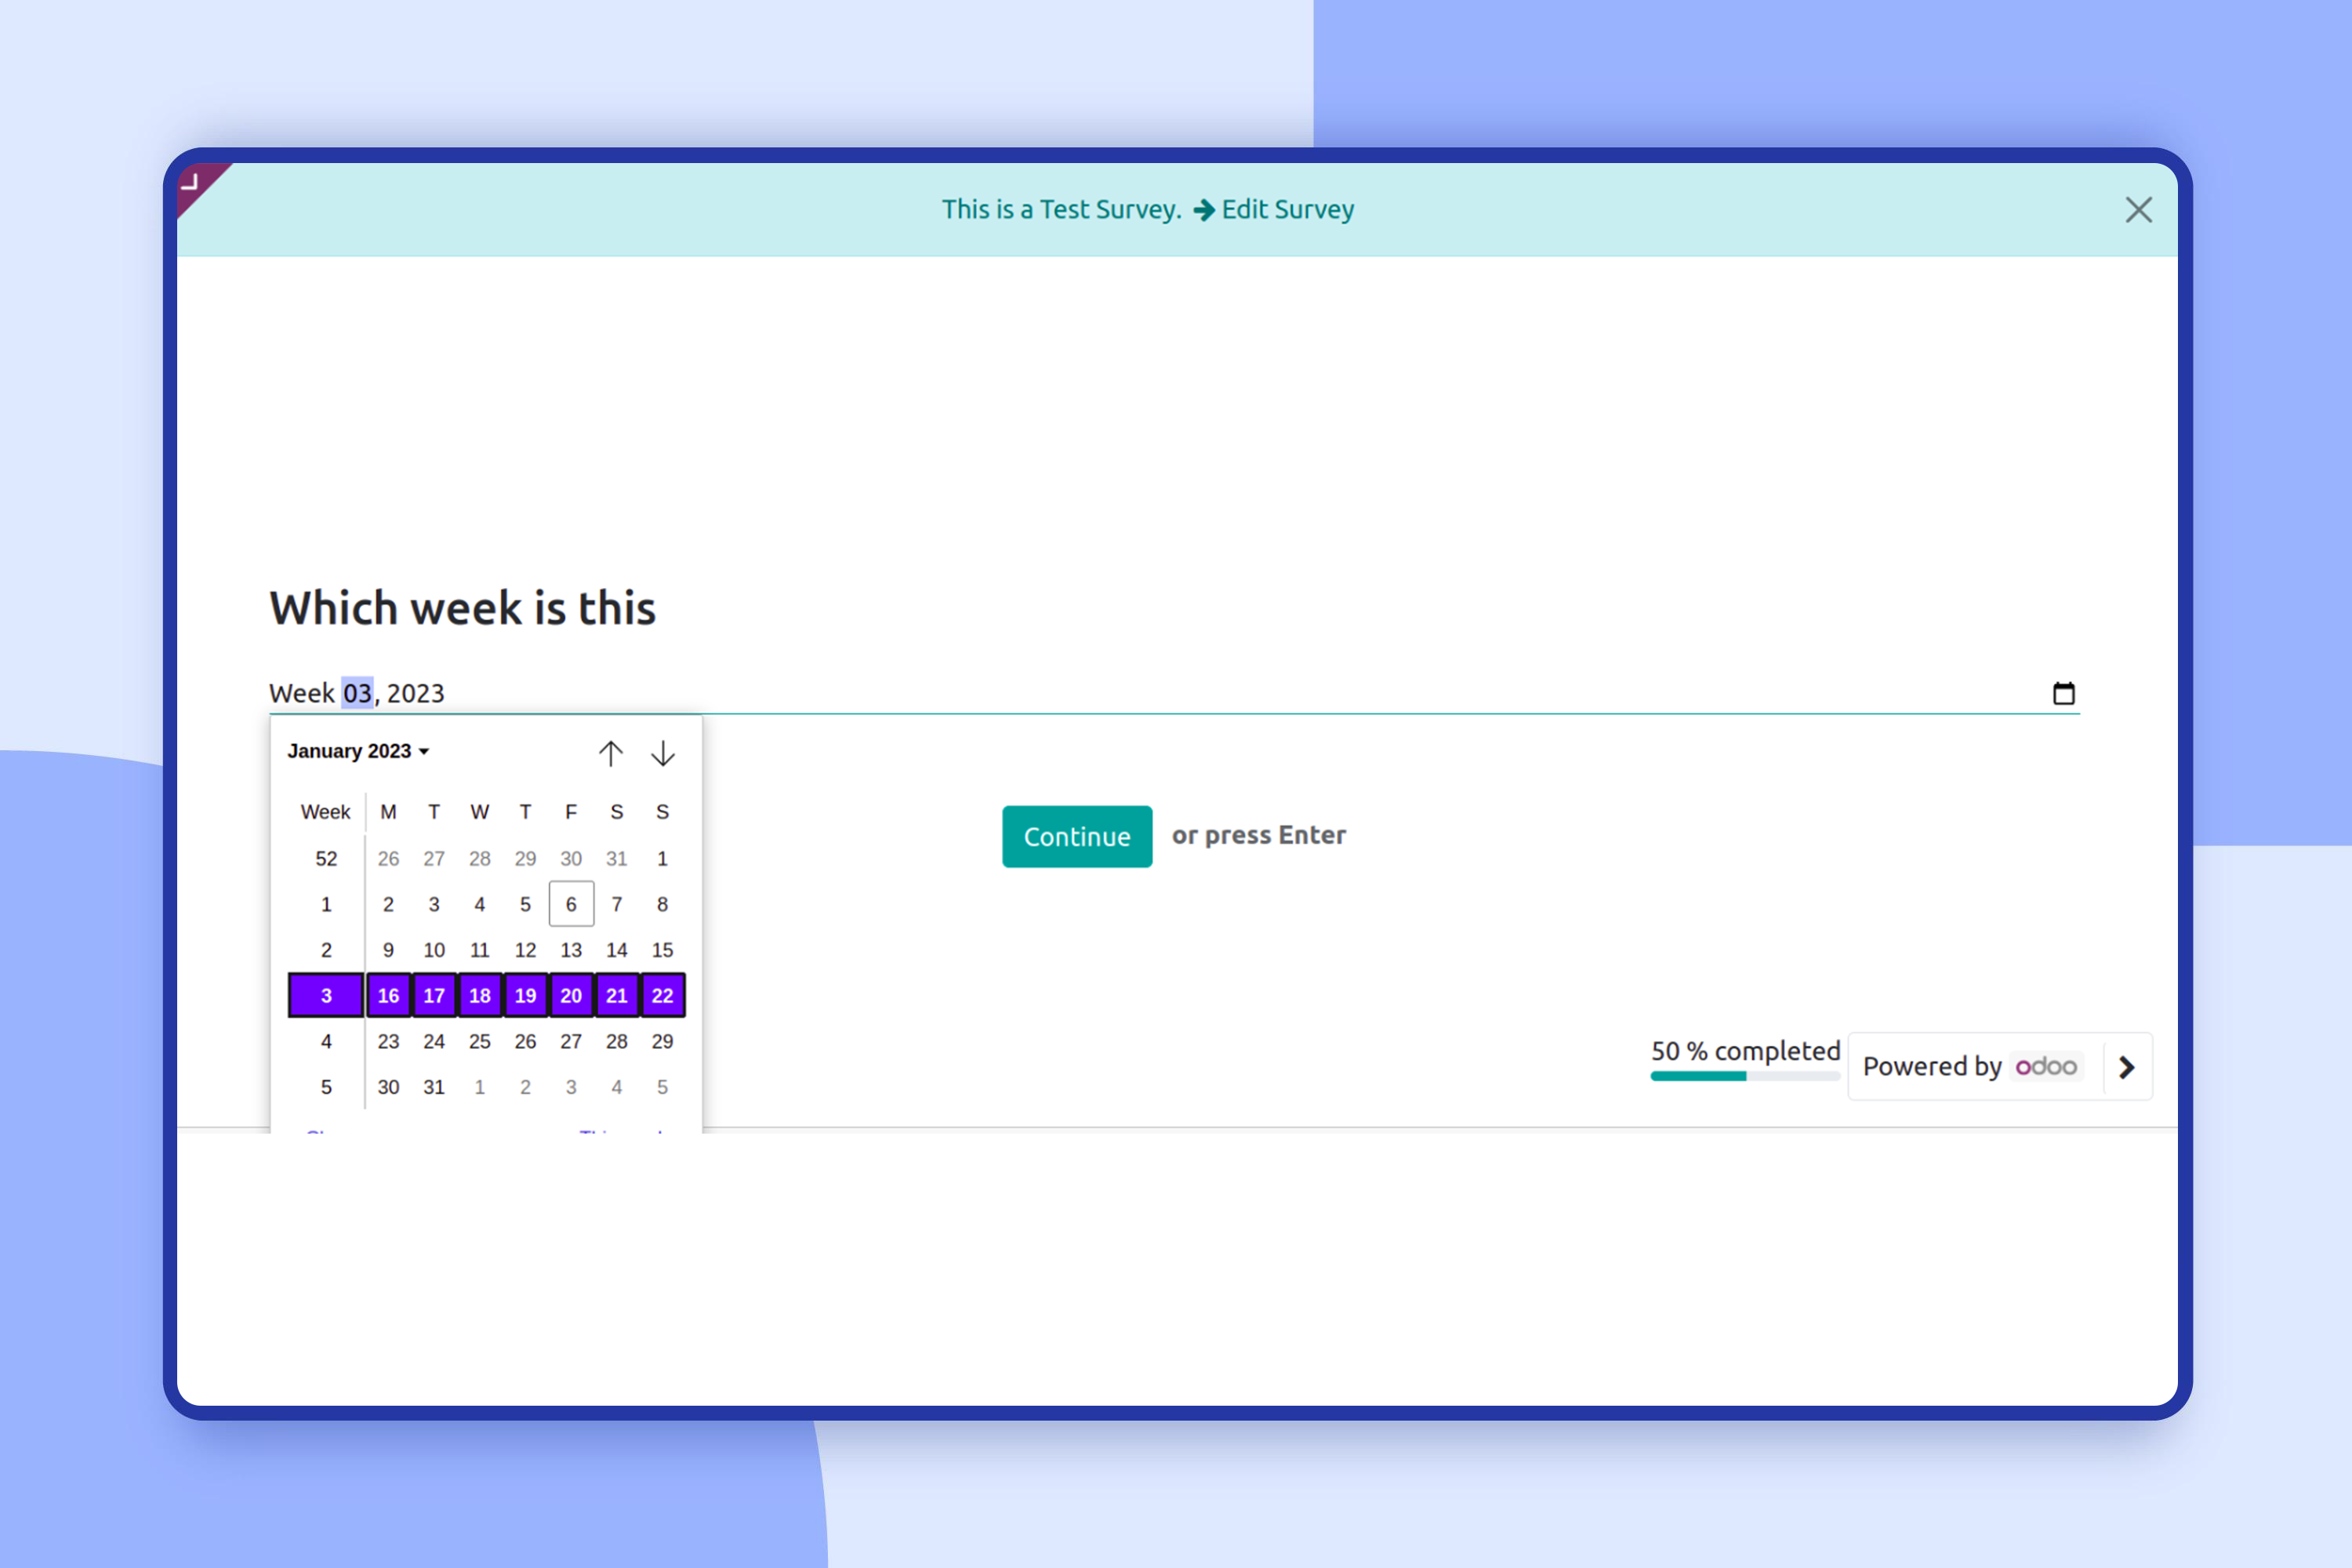 This is a Test Survey. → Edit Survey
Which week is this
Week 03, 2023
January 2023
Week M T W T F S S
52 26 27 28 29 30 31 1
1 2 3 4 5 6 7 8
2 9 10 11 12 13 14 15
3 16 17 18 19 20 21 22
4 23 24 25 26 27 28 29
5 30 31 1 2 3 4 5
Continue or press Enter
50 % completed
Powered by odoo